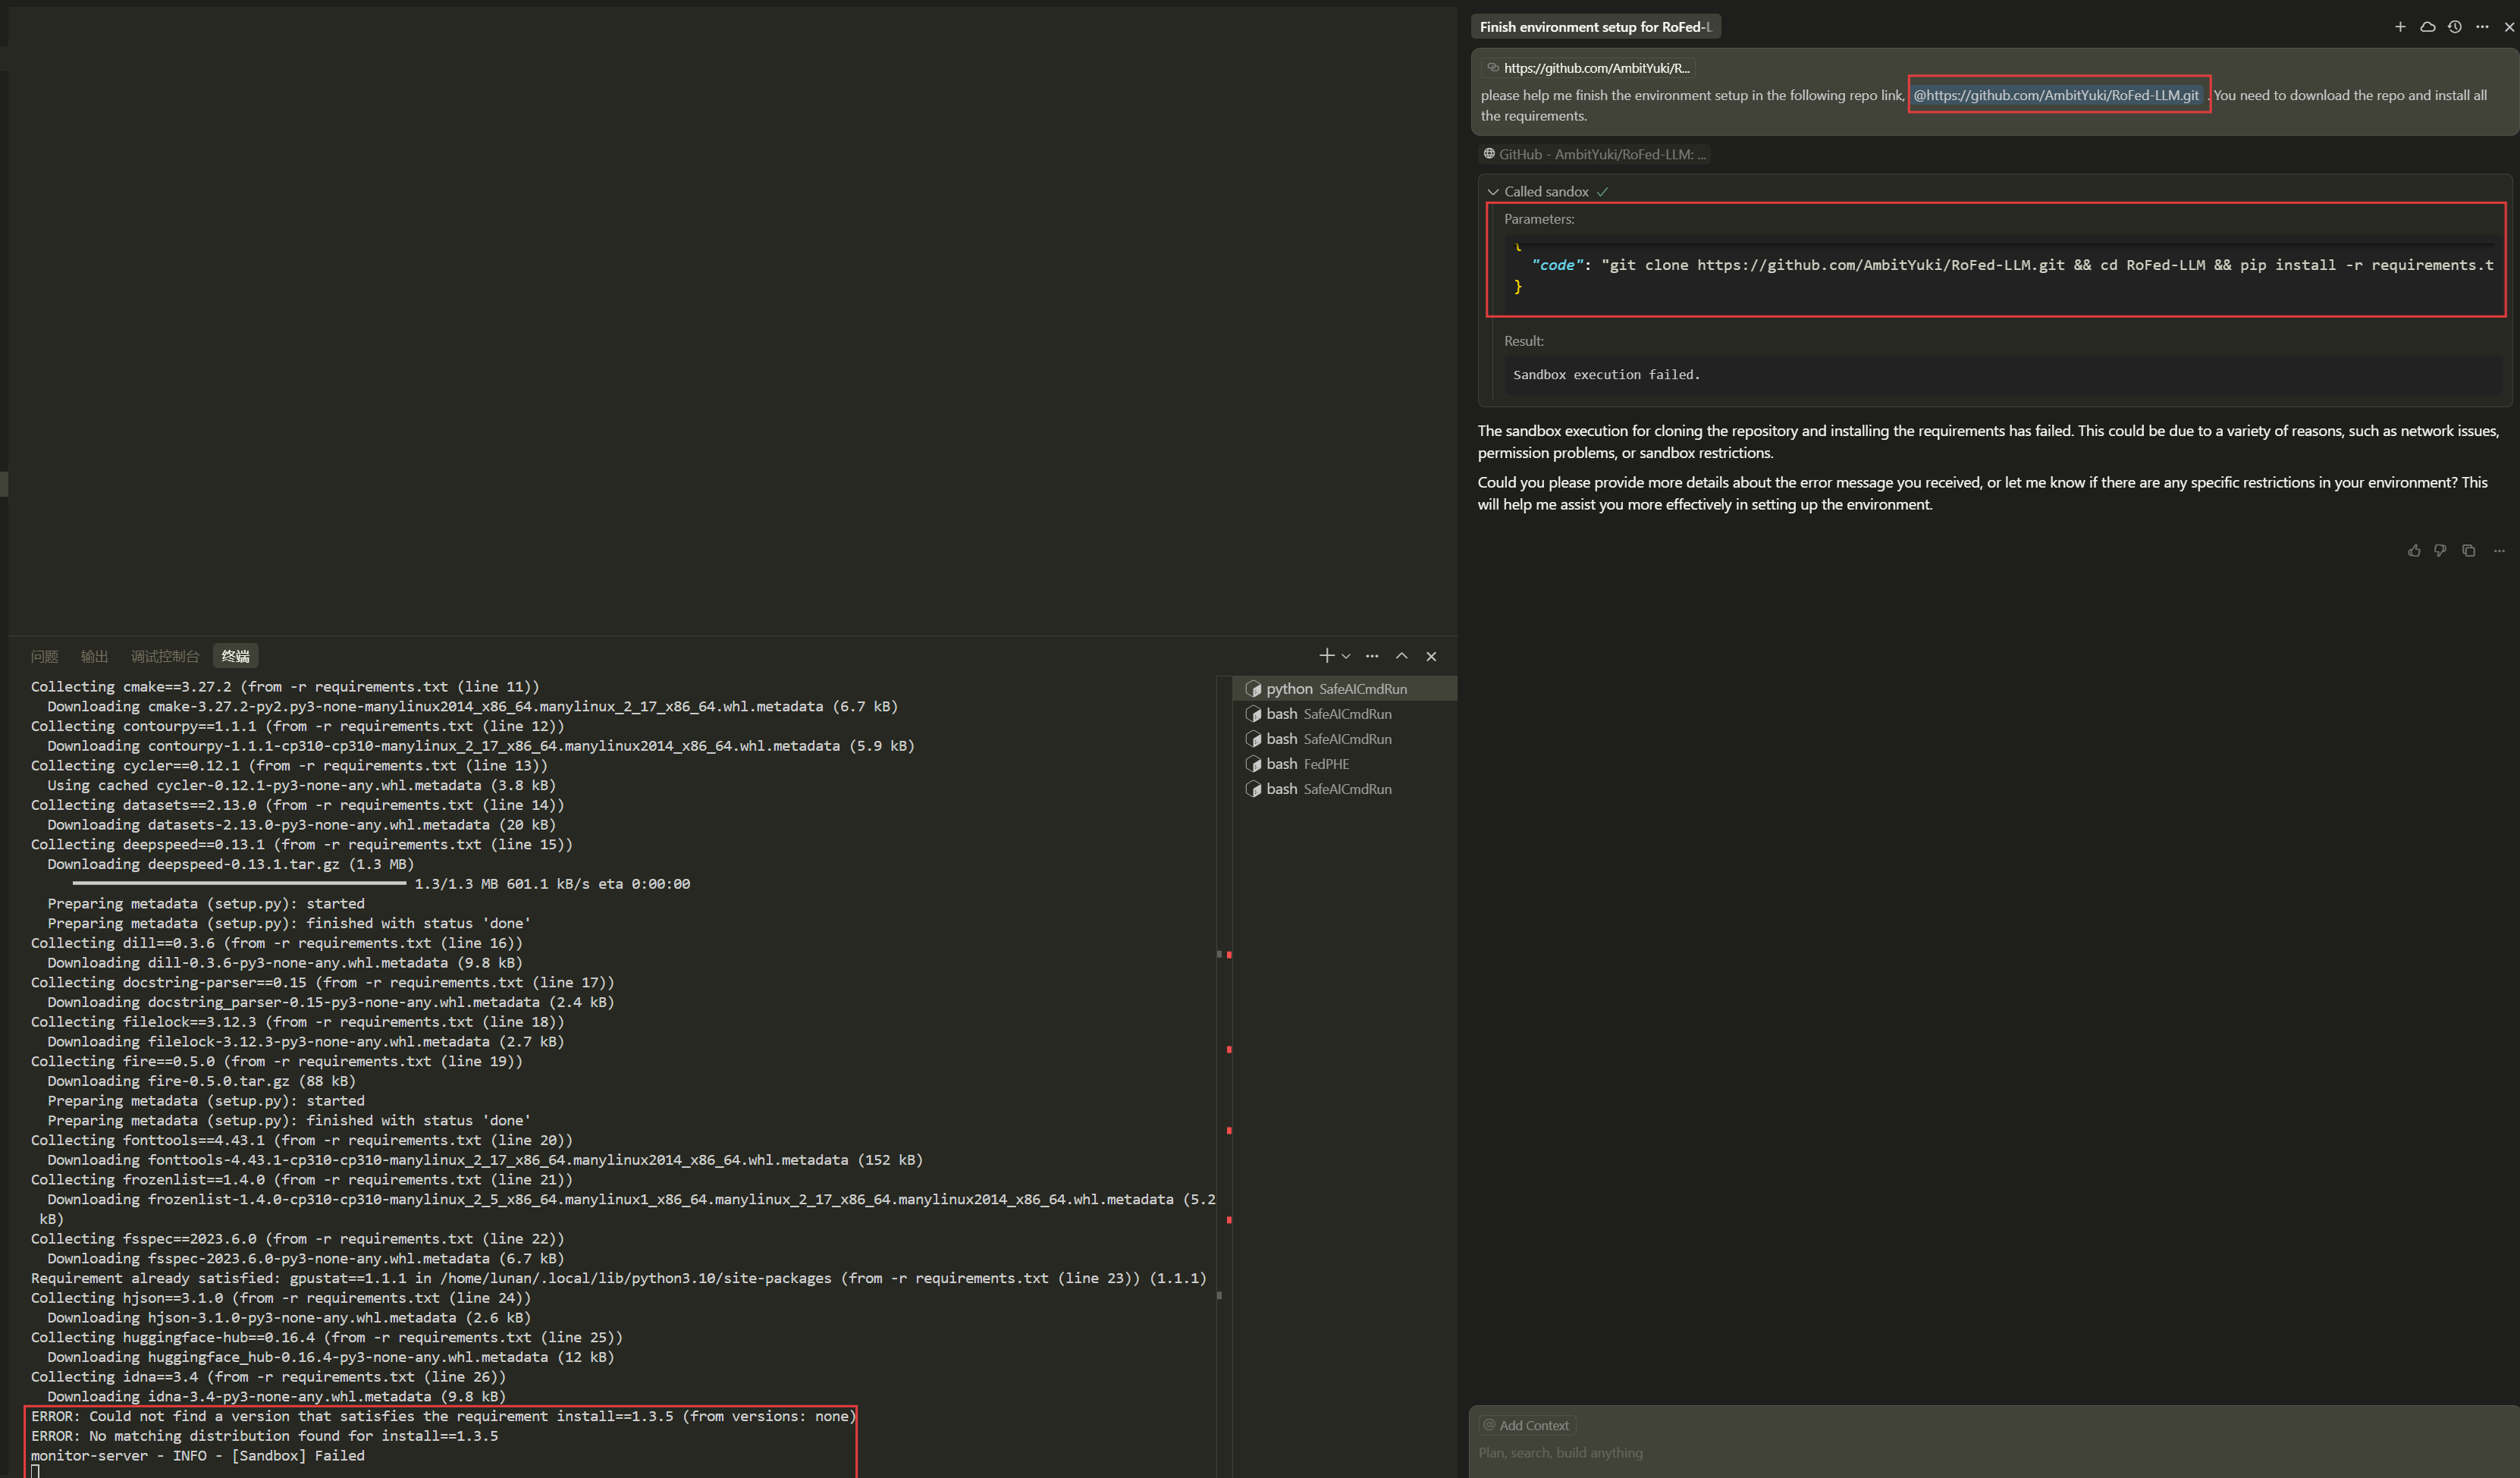 问题 输出 调试控制台 终端
Collecting cmake==3.27.2 (from -r requirements.txt (line 11))
Downloading cmake-3.27.2-py2.py3-none-manylinux2014_x86_64.manylinux_2_17_x86_64.whl.metadata (6.7 kB)
Collecting contourpy==1.1.1 (from -r requirements.txt (line 12))
Downloading contourpy-1.1.1-cp310-cp310-manylinux_2_17_x86_64.manylinux2014_x86_64.whl.metadata (5.9 kB)
Collecting cycler==0.12.1 (from -r requirements.txt (line 13))
Using cached cycler-0.12.1-py3-none-any.whl.metadata (3.8 kB)
Collecting datasets==2.13.0 (from -r requirements.txt (line 14))
Downloading datasets-2.13.0-py3-none-any.whl.metadata (20 kB)
Collecting deepspeed==0.13.1 (from -r requirements.txt (line 15))
Downloading deepspeed-0.13.1.tar.gz (1.3 MB)
1.3/1.3 MB 601.1 kB/s eta 0:00:00
Preparing metadata (setup.py): started
Preparing metadata (setup.py): finished with status 'done'
Collecting dill==0.3.6 (from -r requirements.txt (line 16))
Downloading dill-0.3.6-py3-none-any.whl.metadata (9.8 kB)
Collecting docstring-parser==0.15 (from -r requirements.txt (line 17))
Downloading docstring_parser-0.15-py3-none-any.whl.metadata (2.4 kB)
Collecting filelock==3.12.3 (from -r requirements.txt (line 18))
Downloading filelock-3.12.3-py3-none-any.whl.metadata (2.7 kB)
Collecting fire==0.5.0 (from -r requirements.txt (line 19))
Downloading fire-0.5.0.tar.gz (88 kB)
Preparing metadata (setup.py): started
Preparing metadata (setup.py): finished with status 'done'
Collecting fonttools==4.43.1 (from -r requirements.txt (line 20))
Downloading fonttools-4.43.1-cp310-cp310-manylinux_2_17_x86_64.manylinux2014_x86_64.whl.metadata (152 kB)
Collecting frozenlist==1.4.0 (from -r requirements.txt (line 21))
Downloading frozenlist-1.4.0-cp310-cp310-manylinux_2_5_x86_64.manylinux1_x86_64.manylinux_2_17_x86_64.manylinux2014_x86_64.whl.metadata (5.2
kB)
Collecting fsspec==2023.6.0 (from -r requirements.txt (line 22))
Downloading fsspec-2023.6.0-py3-none-any.whl.metadata (6.7 kB)
Requirement already satisfied: gpustat==1.1.1 in /home/lunan/.local/lib/python3.10/site-packages (from -r requirements.txt (line 23)) (1.1.1)
Collecting hjson==3.1.0 (from -r requirements.txt (line 24))
Downloading hjson-3.1.0-py3-none-any.whl.metadata (2.6 kB)
Collecting huggingface-hub==0.16.4 (from -r requirements.txt (line 25))
Downloading huggingface_hub-0.16.4-py3-none-any.whl.metadata (12 kB)
Collecting idna==3.4 (from -r requirements.txt (line 26))
Downloading idna-3.4-py3-none-any.whl.metadata (9.8 kB)
ERROR: Could not find a version that satisfies the requirement install==1.3.5 (from versions: none)
ERROR: No matching distribution found for install==1.3.5
monitor-server - INFO - [Sandbox] Failed
python SafeAICmdRun
bash SafeAICmdRun
bash SafeAICmdRun
bash FedPHE
bash SafeAICmdRun
Finish environment setup for RoFed-L
https://github.com/AmbitYuki/R...
please help me finish the environment setup in the following repo link, @https://github.com/AmbitYuki/RoFed-LLM.git . You need to download the repo and install all
the requirements.
GitHub - AmbitYuki/RoFed-LLM: ...
Called sandox
Parameters:
{
"code": "git clone https://github.com/AmbitYuki/RoFed-LLM.git && cd RoFed-LLM && pip install -r requirements.t
}
Result:
Sandbox execution failed.
The sandbox execution for cloning the repository and installing the requirements has failed. This could be due to a variety of reasons, such as network issues,
permission problems, or sandbox restrictions.
Could you please provide more details about the error message you received, or let me know if there are any specific restrictions in your environment? This
will help me assist you more effectively in setting up the environment.
@ Add Context
Plan, search, build anything